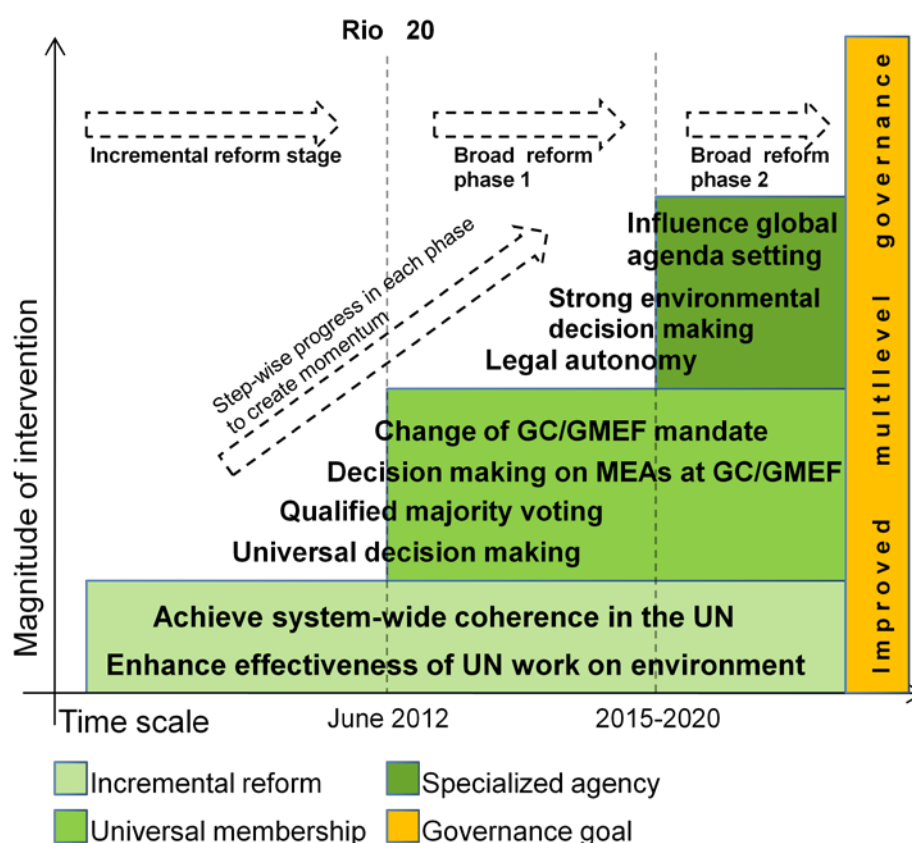 Rio 20
Incremental reform stage
Broad reform
phase 1
Broad reform
phase 2
Influence global
agenda setting
Strong environmental
decision making
Legal autonomy
Step-wise progress in each phase
to create momentum
Change of GC/GMEF mandate
Decision making on MEAs at GC/GMEF
Qualified majority voting
Universal decision making
Achieve system-wide coherence in the UN
Enhance effectiveness of UN work on environment
Magnitude of intervention
Improved multilevel governance
Time scale
June 2012
2015-2020
Incremental reform
Specialized agency
Universal membership
Governance goal